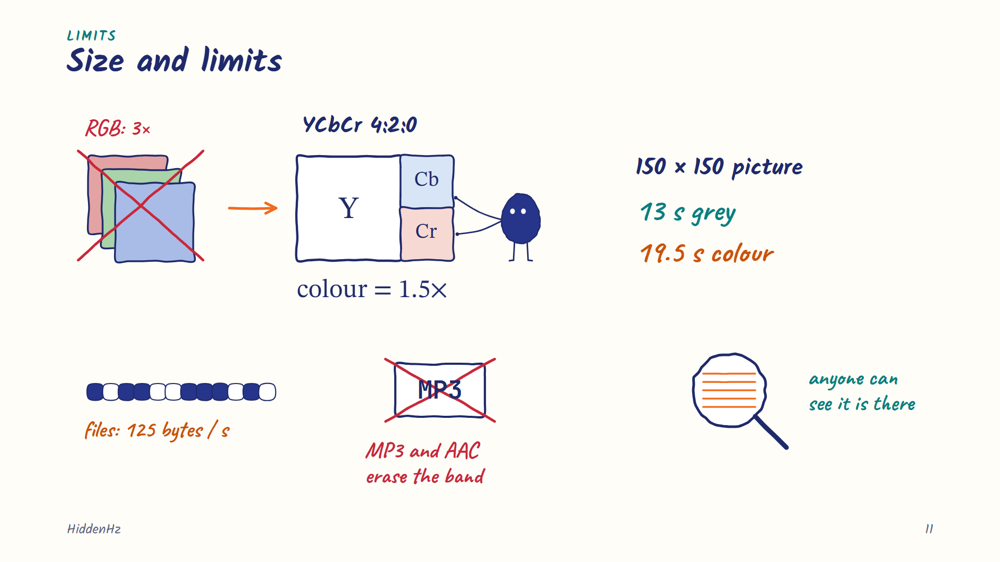 LIMITS
Size and limits
RGB: 3×
YCbCr 4:2:0
Y
Cb
Cr
colour = 1.5×
150 × 150 picture
13 s grey
19.5 s colour
files: 125 bytes / s
MP3
MP3 and AAC
erase the band
anyone can
see it is there
HiddenHz
11